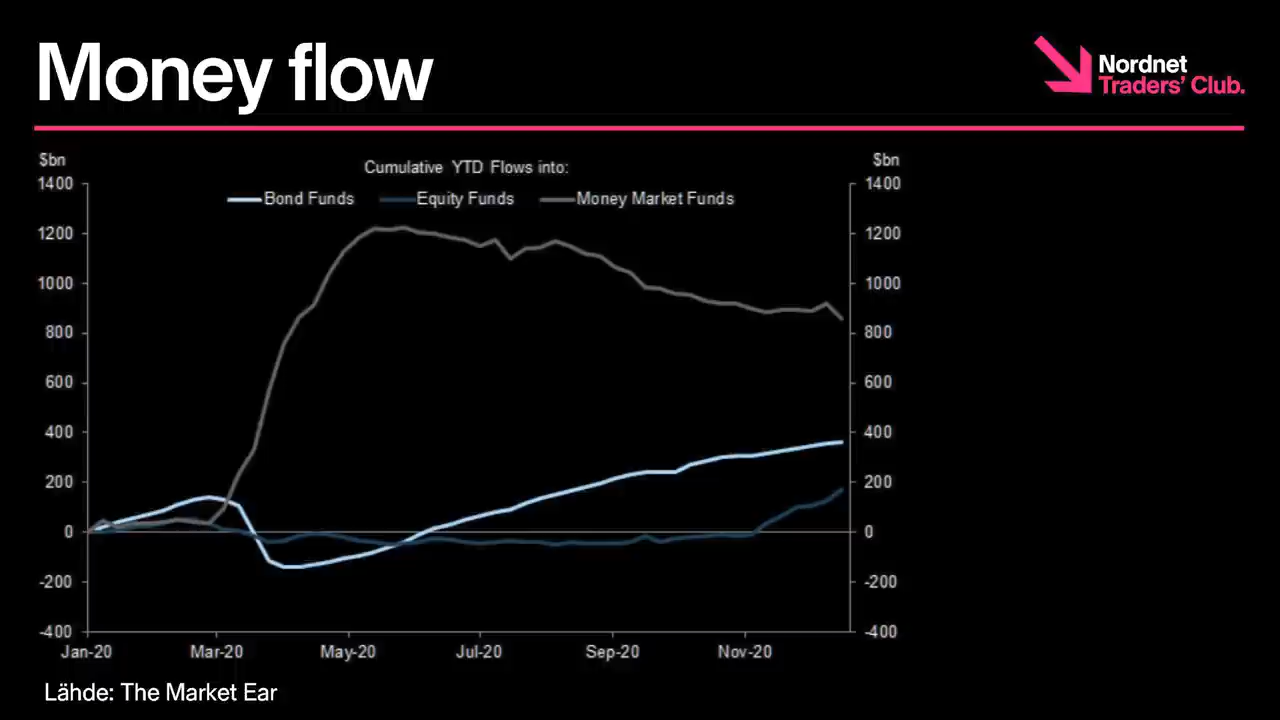 Money flow
Nordnet
Traders' Club.
$bn
$bn
Cumulative YTD Flows into:
Bond Funds
Equity Funds
Money Market Funds
1400
1200
1000
800
600
400
200
0
-200
-400
1400
1200
1000
800
600
400
200
0
-200
-400
Jan-20
Mar-20
May-20
Jul-20
Sep-20
Nov-20
Lähde: The Market Ear